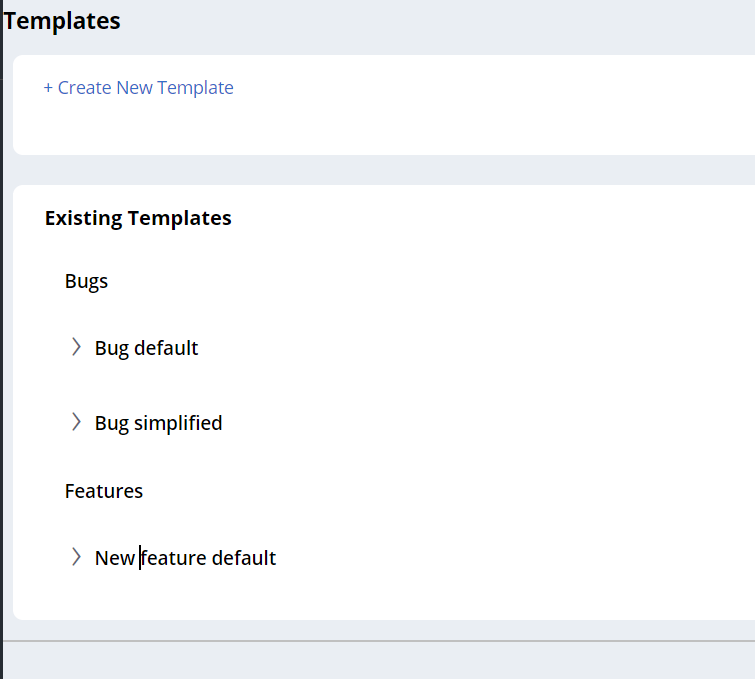 Templates
+ Create New Template
Existing Templates
Bugs
Bug default
Bug simplified
Features
New feature default